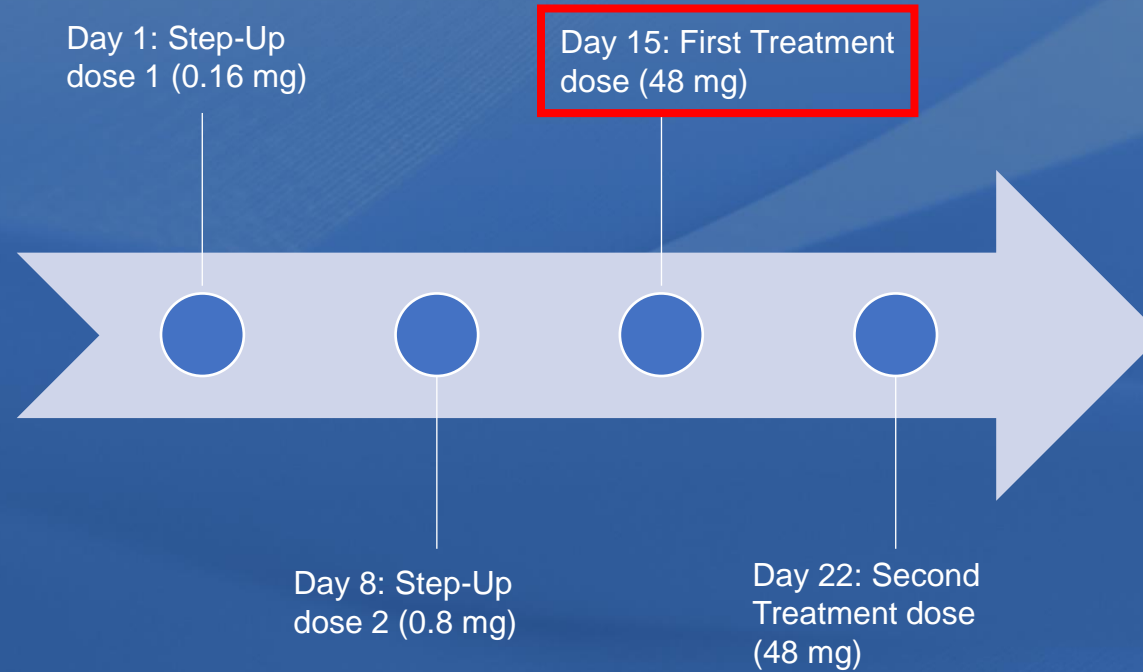 Day 1: Step-Up
dose 1 (0.16 mg)
Day 8: Step-Up
dose 2 (0.8 mg)
Day 15: First Treatment
dose (48 mg)
Day 22: Second
Treatment dose
(48 mg)